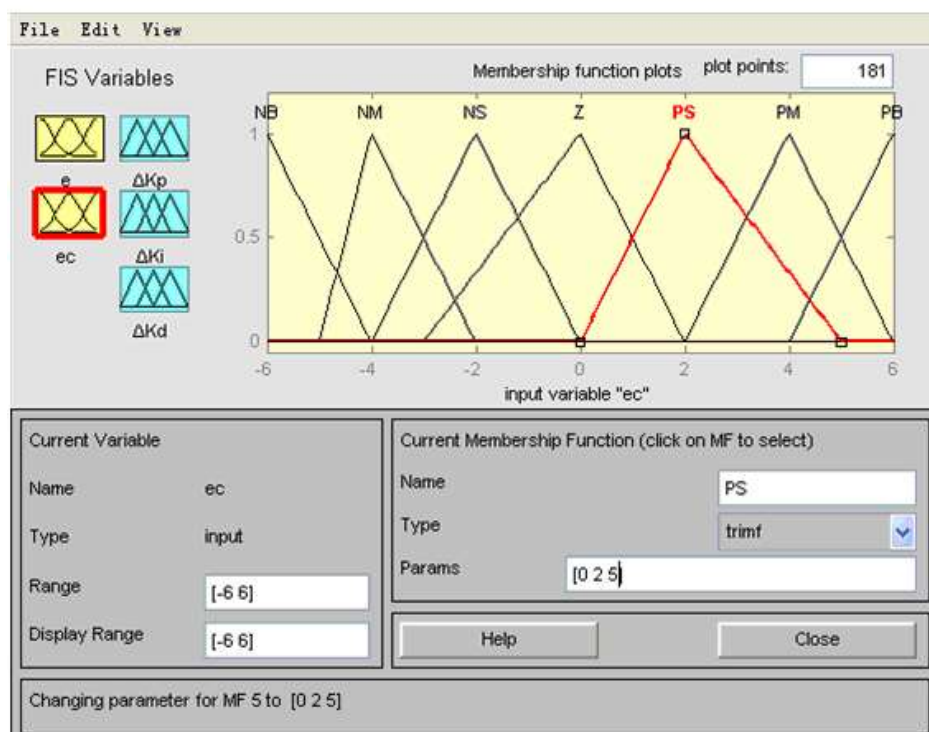 File Edit View
FIS Variables
Membership function plots plot points: 181
NB NM NS Z PS PM PB
e ΔKp
ec ΔKi
ΔKd
1
0.5
0
-6 -4 -2 0 2 4 6
input variable "ec"
Current Variable
Name ec
Type input
Range [-6 6]
Display Range [-6 6]
Current Membership Function (click on MF to select)
Name PS
Type trimf
Params [0 2 5]
Help Close
Changing parameter for MF 5 to [0 2 5]